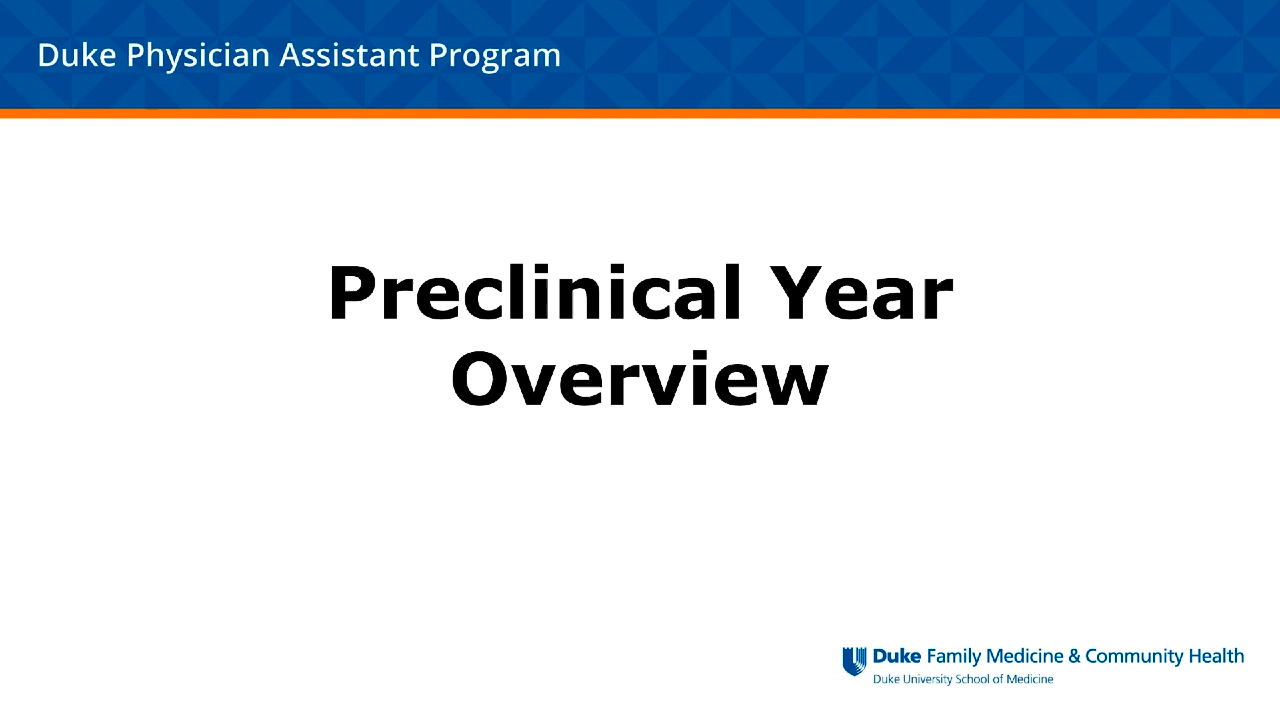 Duke Physician Assistant Program
Preclinical Year
Overview
Duke Family Medicine & Community Health
Duke University School of Medicine